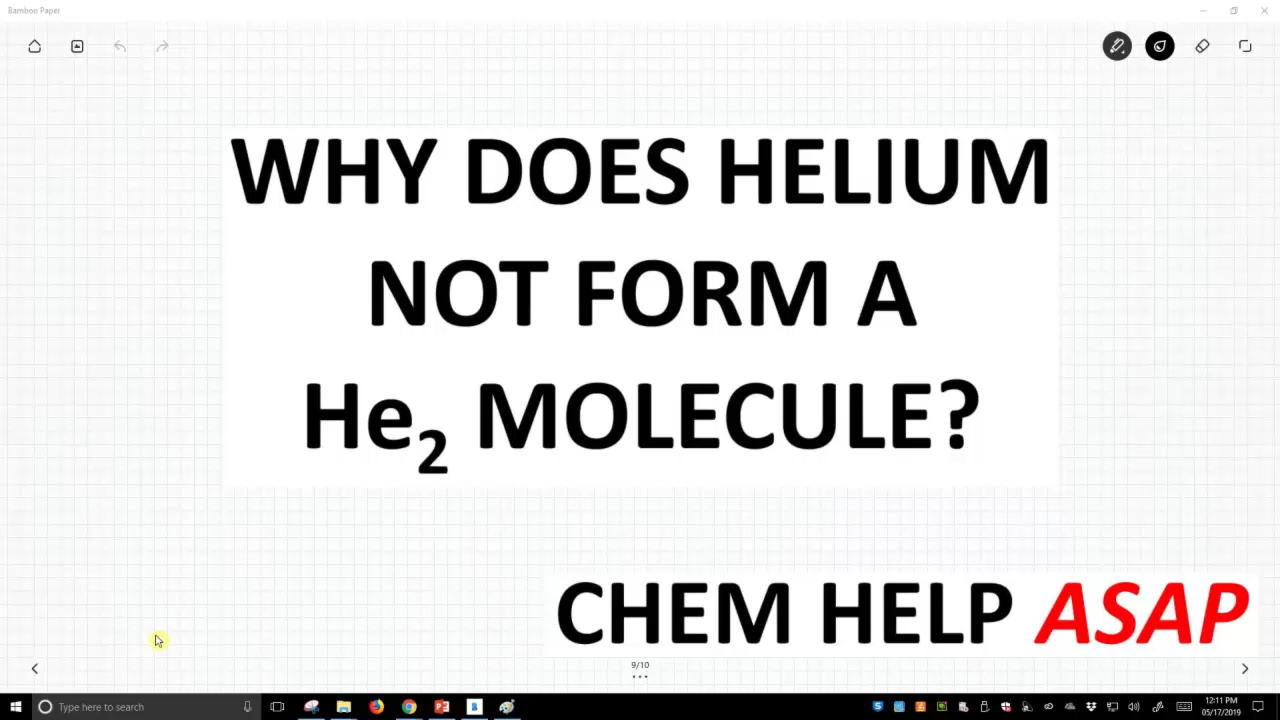 Bamboo Paper
WHY DOES HELIUM
NOT FORM A
He₂ MOLECULE?
CHEM HELP ASAP
9/10
Type here to search
12:11 PM
05/17/2019